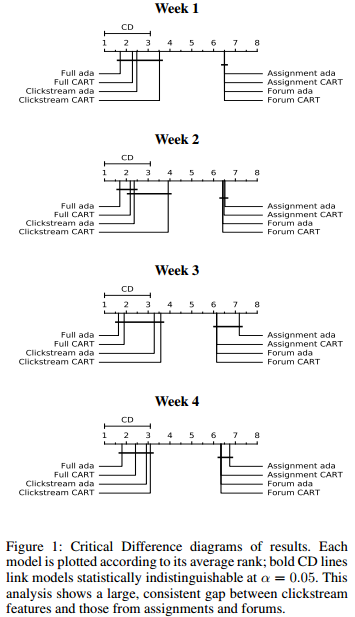 Week 1
CD
1 2 3 4 5 6 7 8
Full ada Assignment ada
Full CART Assignment CART
Clickstream ada Forum ada
Clickstream CART Forum CART
Week 2
CD
1 2 3 4 5 6 7 8
Full ada Assignment ada
Full CART Assignment CART
Clickstream ada Forum ada
Clickstream CART Forum CART
Week 3
CD
1 2 3 4 5 6 7 8
Full ada Assignment ada
Full CART Assignment CART
Clickstream ada Forum ada
Clickstream CART Forum CART
Week 4
CD
1 2 3 4 5 6 7 8
Full ada Assignment ada
Full CART Assignment CART
Clickstream ada Forum ada
Clickstream CART Forum CART
Figure 1: Critical Difference diagrams of results. Each
model is plotted according to its average rank; bold CD lines
link models statistically indistinguishable at α = 0.05. This
analysis shows a large, consistent gap between clickstream
features and those from assignments and forums.